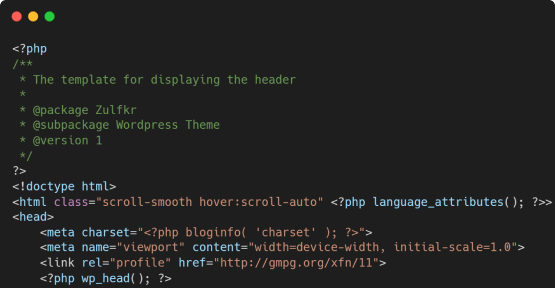 <?php
/**
 * The template for displaying the header
 *
 * @package Zulfkr
 * @subpackage Wordpress Theme
 * @version 1
 */
?>
<!doctype html>
<html class="scroll-smooth hover:scroll-auto" <?php language_attributes(); ?>>
<head>
    <meta charset="<?php bloginfo( 'charset' ); ?>">
    <meta name="viewport" content="width=device-width, initial-scale=1.0">
    <link rel="profile" href="http://gmpg.org/xfn/11">
    <?php wp_head(); ?>